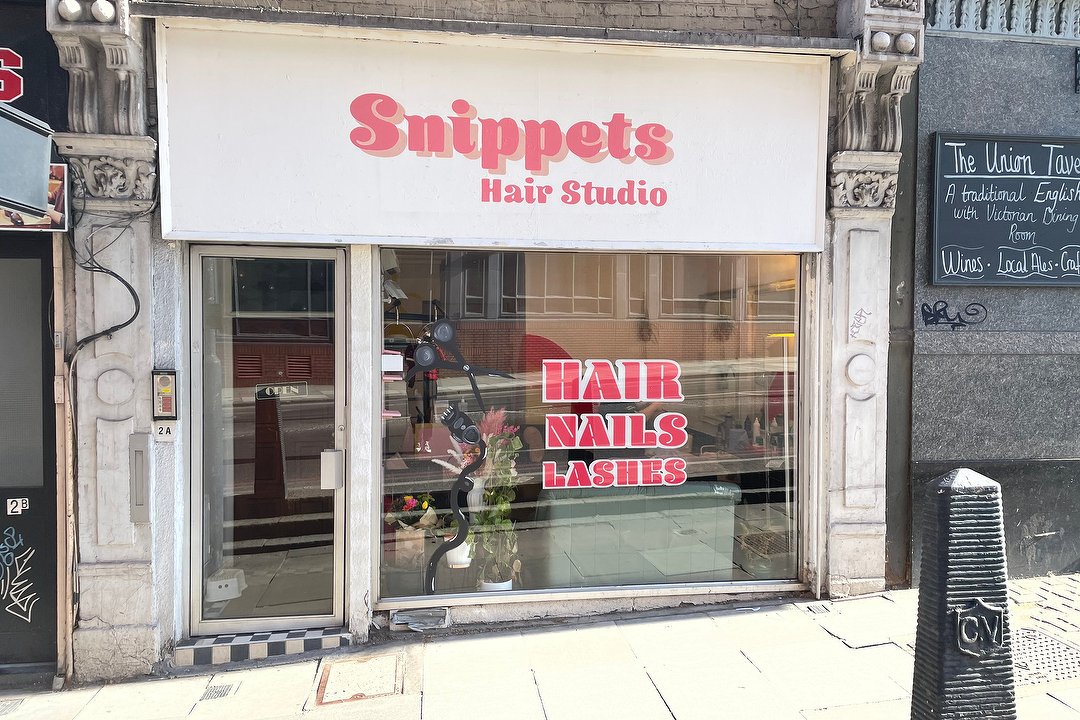 S
Snippets
Hair Studio
The Union Tave
A traditional English
with Victorian Dining
Room
Wines · Local Ales · Craf
OPEN
HAIR
NAILS
LASHES
2A
2B
CV